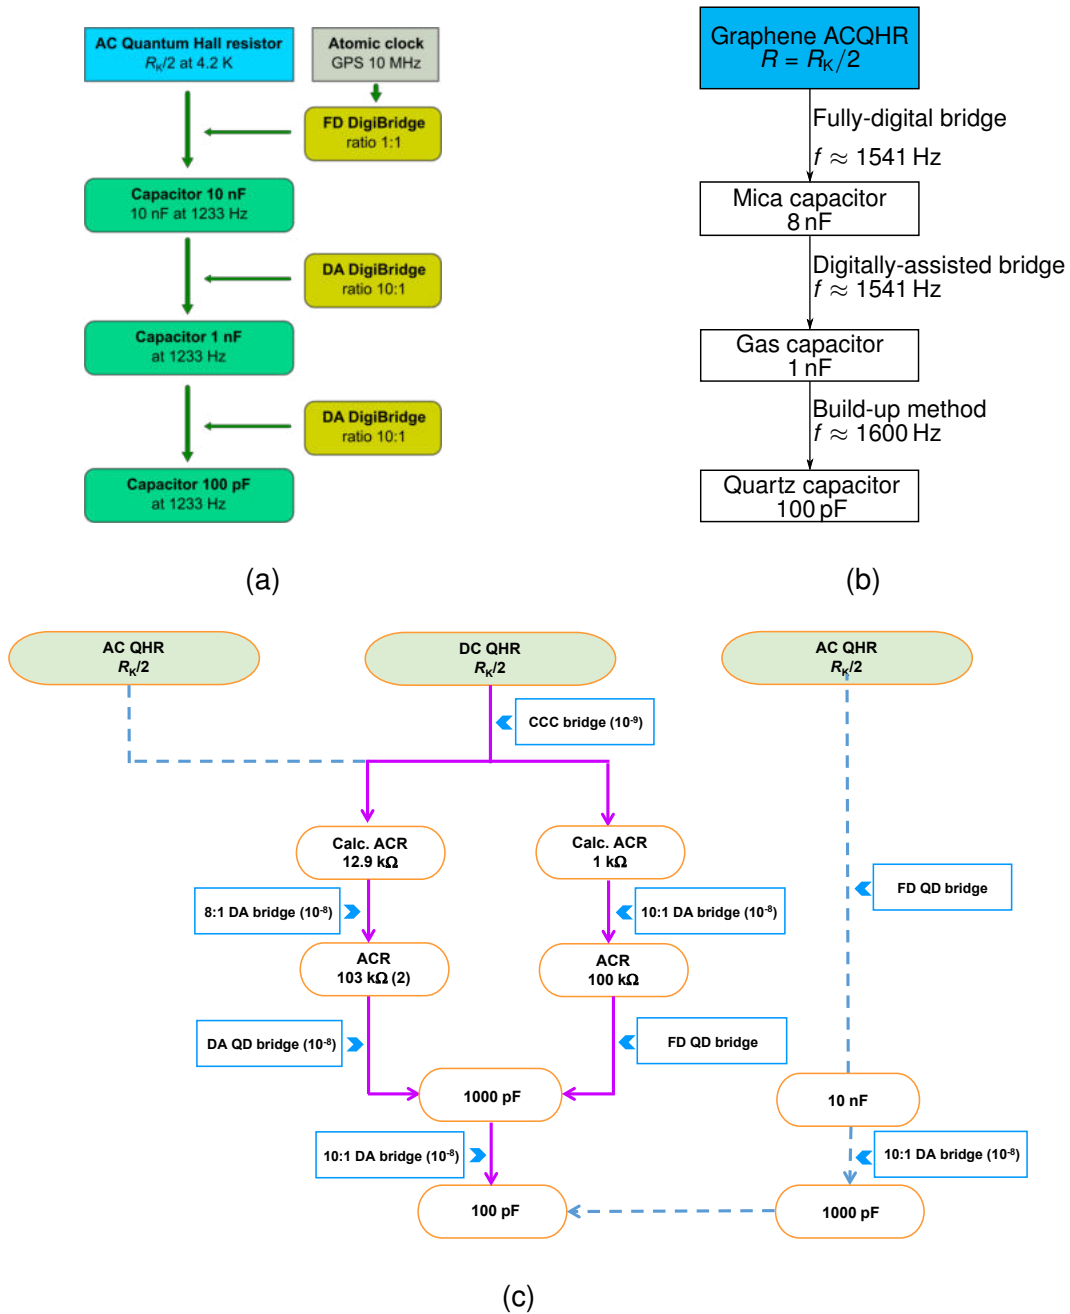 AC Quantum Hall resistor
R_K/2 at 4.2 K
Atomic clock
GPS 10 MHz
FD DigiBridge
ratio 1:1
Capacitor 10 nF
10 nF at 1233 Hz
DA DigiBridge
ratio 10:1
Capacitor 1 nF
at 1233 Hz
DA DigiBridge
ratio 10:1
Capacitor 100 pF
at 1233 Hz
(a)
Graphene ACQHR
R = R_K/2
Fully-digital bridge
f ≈ 1541 Hz
Mica capacitor
8 nF
Digitally-assisted bridge
f ≈ 1541 Hz
Gas capacitor
1 nF
Build-up method
f ≈ 1600 Hz
Quartz capacitor
100 pF
(b)
AC QHR
R_K/2
DC QHR
R_K/2
AC QHR
R_K/2
CCC bridge (10⁻⁹)
Calc. ACR
12.9 kΩ
Calc. ACR
1 kΩ
FD QD bridge
8:1 DA bridge (10⁻⁸)
10:1 DA bridge (10⁻⁸)
ACR
103 kΩ (2)
ACR
100 kΩ
DA QD bridge (10⁻⁸)
FD QD bridge
1000 pF
10 nF
10:1 DA bridge (10⁻⁸)
10:1 DA bridge (10⁻⁸)
100 pF
1000 pF
(c)